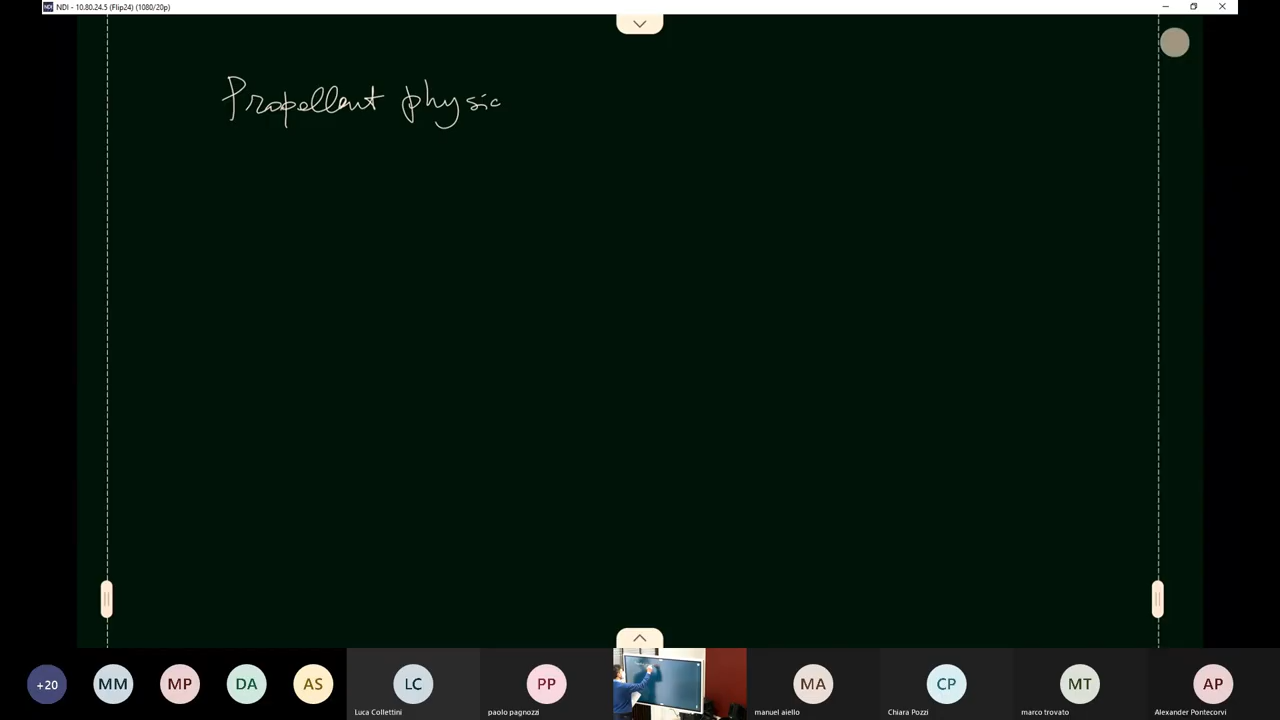 NDI - 10.80.24.5 (Flip24) (1080/20p)
Propellant physic
+20
MM
MP
DA
AS
LC
PP
MA
CP
MT
AP
Luca Collettini
paolo pagnozzi
manuel aiello
Chiara Pozzi
marco trovato
Alexander Pontecorvi